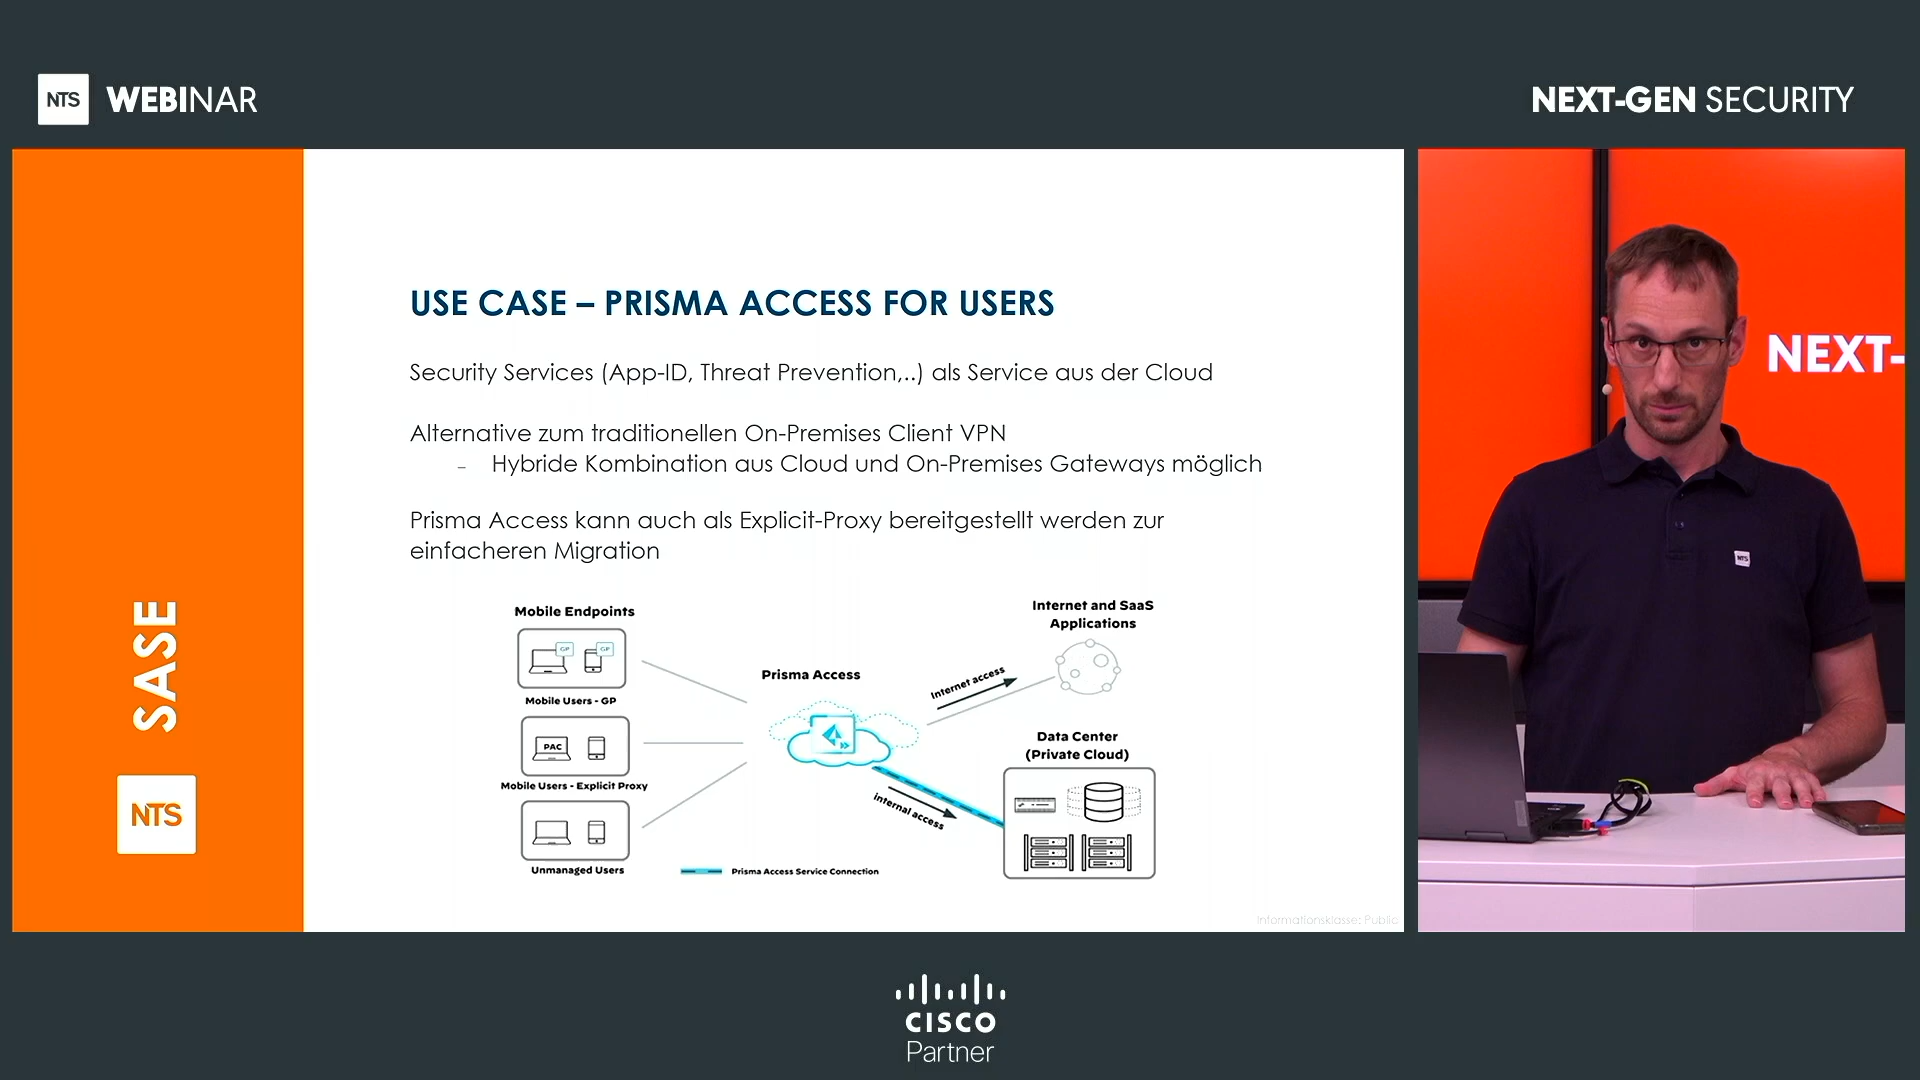 NTS WEBINAR
NEXT-GEN SECURITY
USE CASE – PRISMA ACCESS FOR USERS
Security Services (App-ID, Threat Prevention,..) als Service aus der Cloud
Alternative zum traditionellen On-Premises Client VPN
– Hybride Kombination aus Cloud und On-Premises Gateways möglich
Prisma Access kann auch als Explicit-Proxy bereitgestellt werden zur
einfacheren Migration
Mobile Endpoints
GP GP
Mobile Users - GP
PAC
Mobile Users - Explicit Proxy
Unmanaged Users
Prisma Access
Internet access
Internet and SaaS
Applications
internal access
Data Center
(Private Cloud)
Prisma Access Service Connection
Informationsklasse: Public
SASE
NTS
NEXT-
NTS
CISCO
Partner